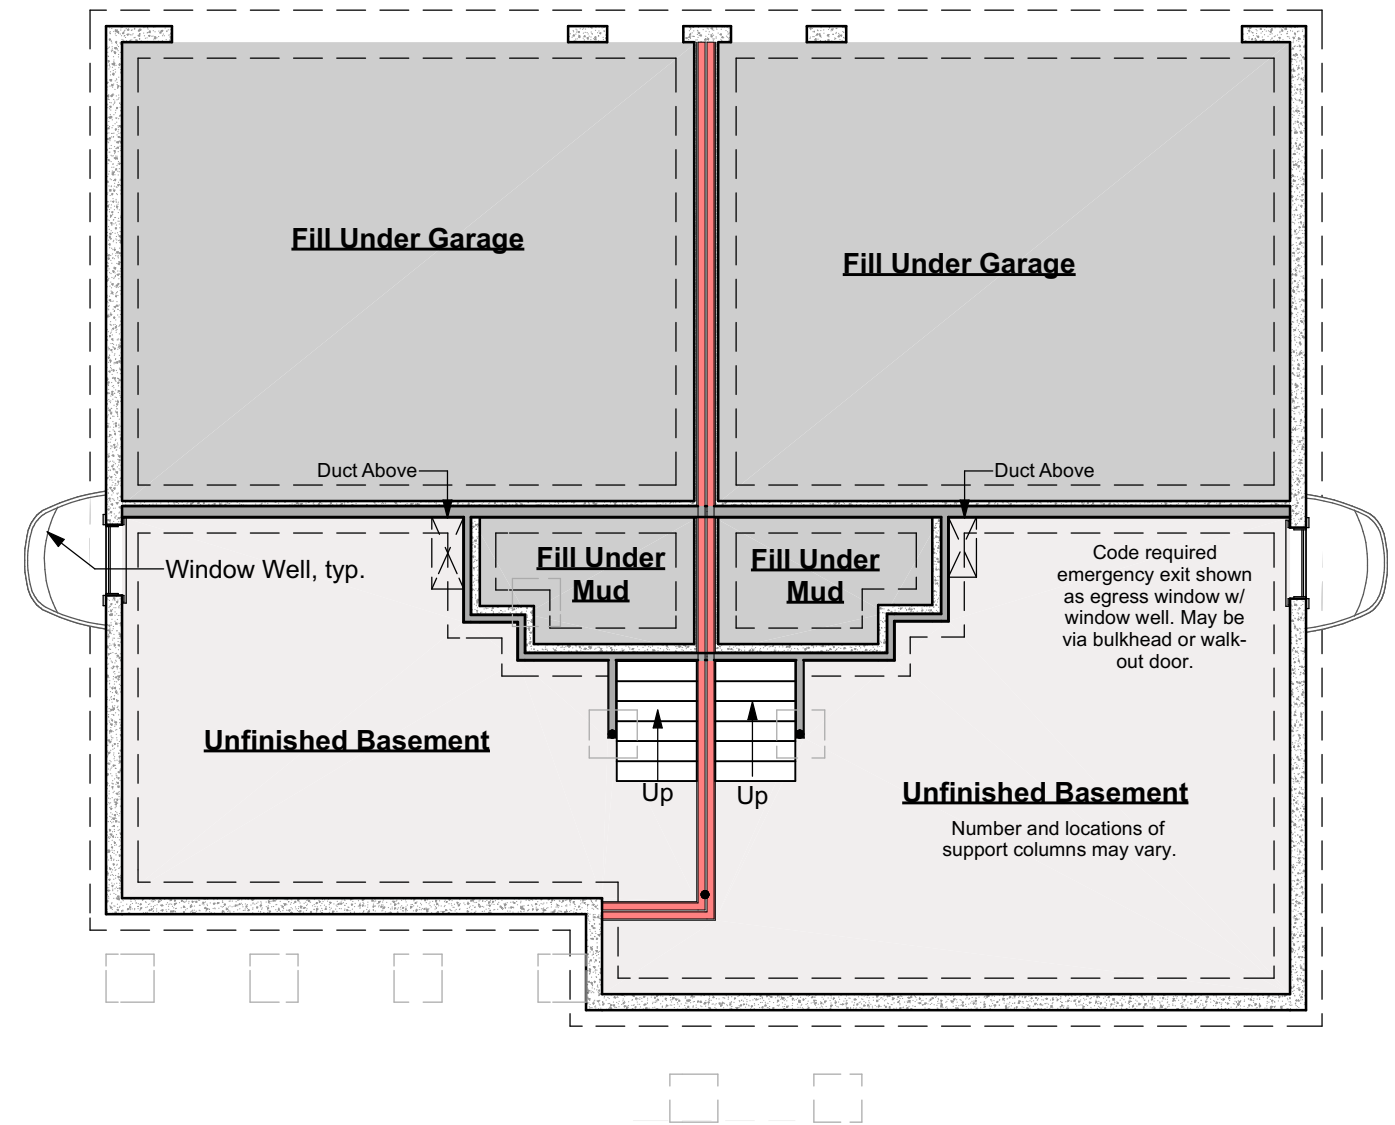 Fill Under Garage
Fill Under Garage
Duct Above
Duct Above
Window Well, typ.
Fill Under
Mud
Fill Under
Mud
Code required
emergency exit shown
as egress window w/
window well. May be
via bulkhead or walk-
out door.
Unfinished Basement
Up
Up
Unfinished Basement
Number and locations of
support columns may vary.